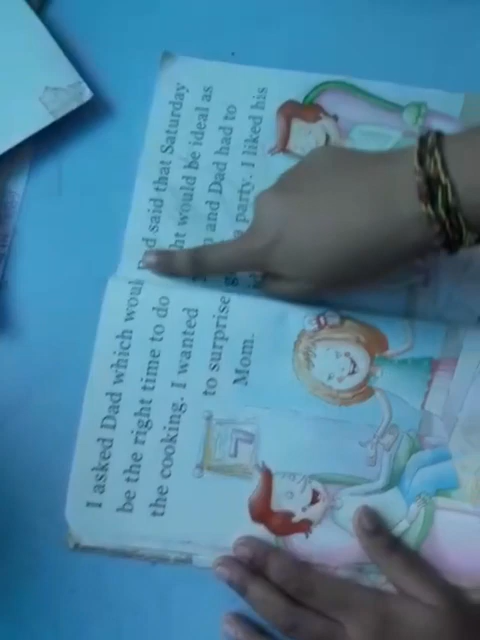 I asked Dad which woul
be the right time to do
the cooking. I wanted
to surprise
Mom.
said that Saturday
ht would be ideal as
and Dad had to
party. I liked his